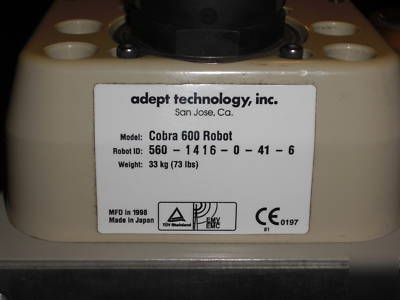 adept technology, inc.
San Jose, Ca.
Model: Cobra 600 Robot
Robot ID: 560 - 1416 - 0 - 41 - 6
Weight: 33 kg (73 lbs)
MFD in 1998
Made in Japan
TÜV Rheinland
EMV
EMC
CE 0197